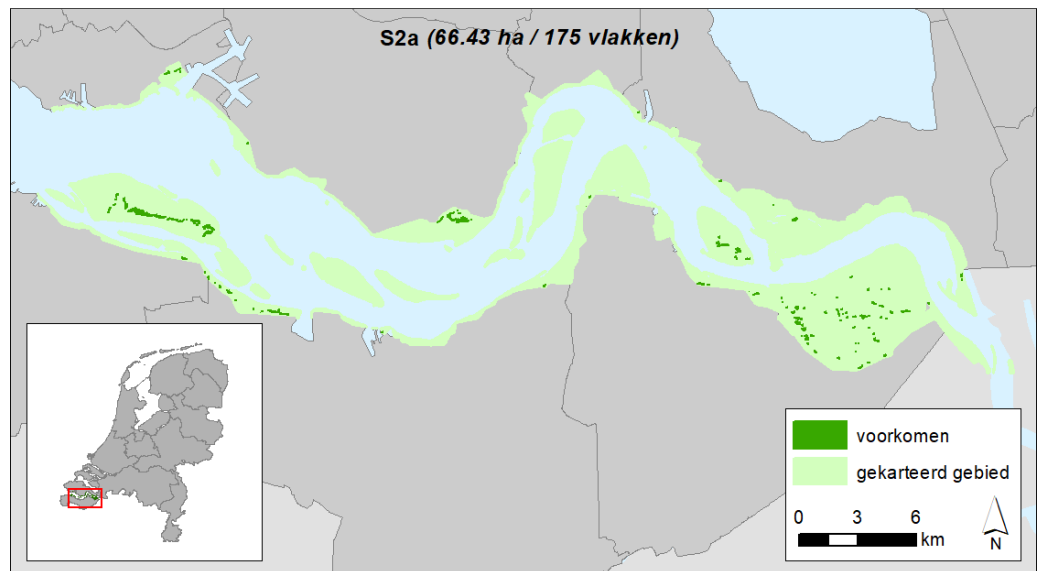 S2a (66.43 ha / 175 vlakken)
voorkomen
gekarteerd gebied
0 3 6
km
N